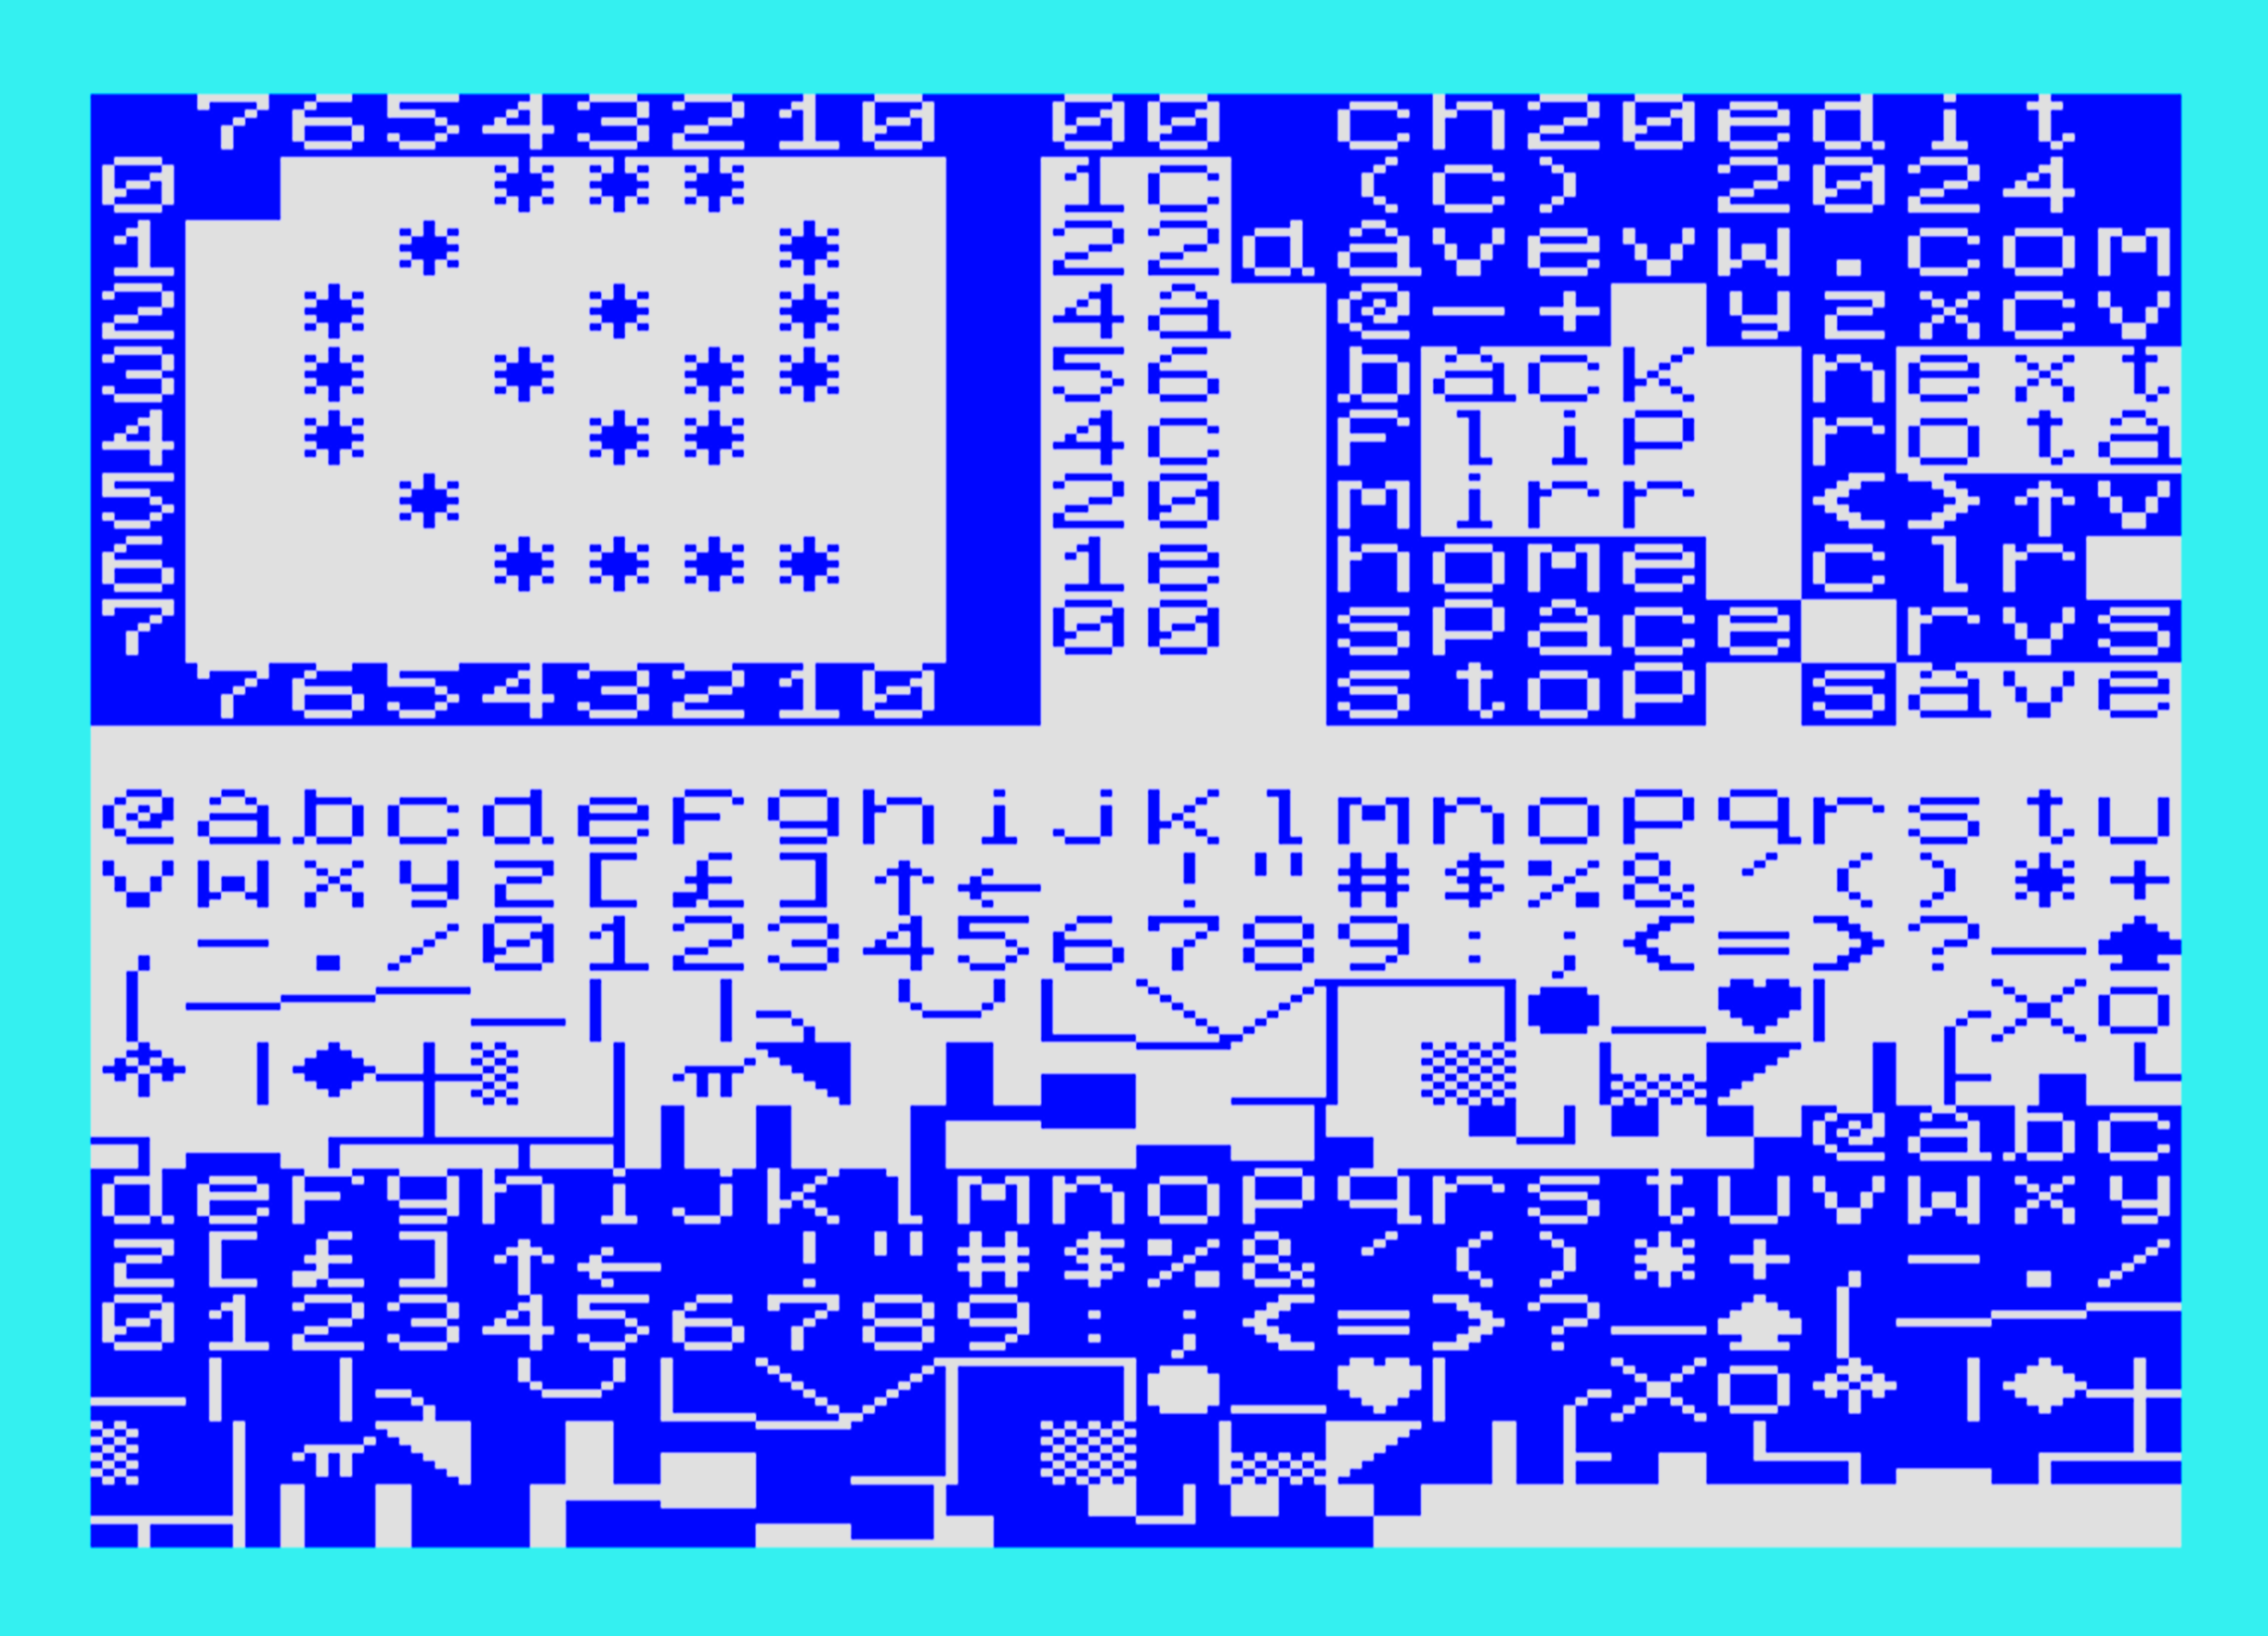 76543210 00 ch20edit
0 *** 1c (c) 2024
1 * * 22 davevw.com
2 * * * 4a @-+ yzxcv
3 * * ** 56 back next
4 * ** 4c flip rota
5 * 20 mirr <>↑v
6 **** 1e home clr
7 00 space rvs
76543210 stop save
@abcdefghijklmnopqrstu
vwxyz[£]↑← !"#$%&'()*+
,-./0123456789:;<=>?
@abc
defghijklmnopqrstuvwxy
z[£]↑← !"#$%&'()*+,-./
0123456789:;<=>?